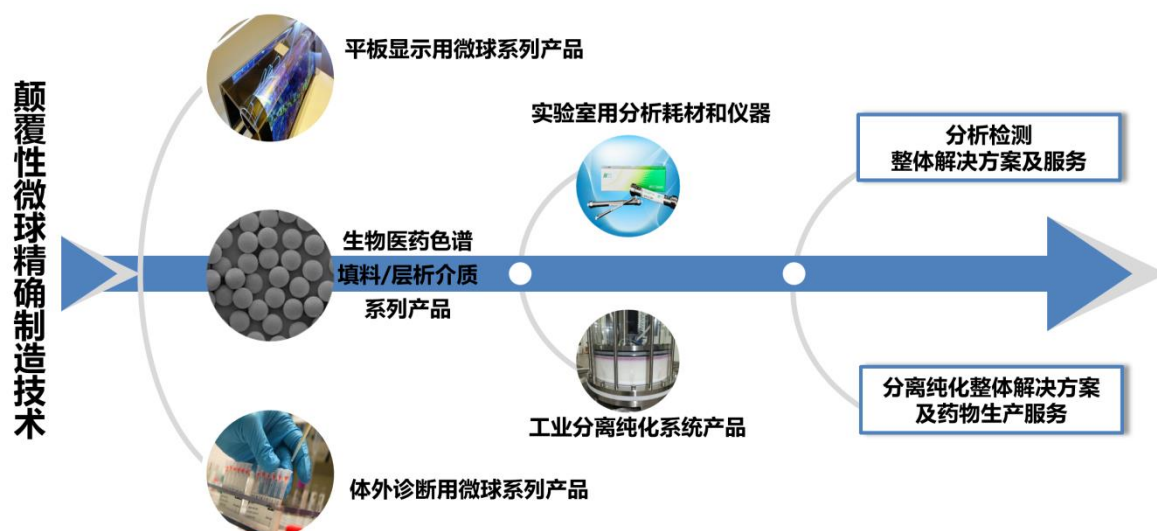 颠覆性微球精确制造技术
平板显示用微球系列产品
生物医药色谱
填料/层析介质
系列产品
体外诊断用微球系列产品
实验室用分析耗材和仪器
工业分离纯化系统产品
分析检测
整体解决方案及服务
分离纯化整体解决方案
及药物生产服务